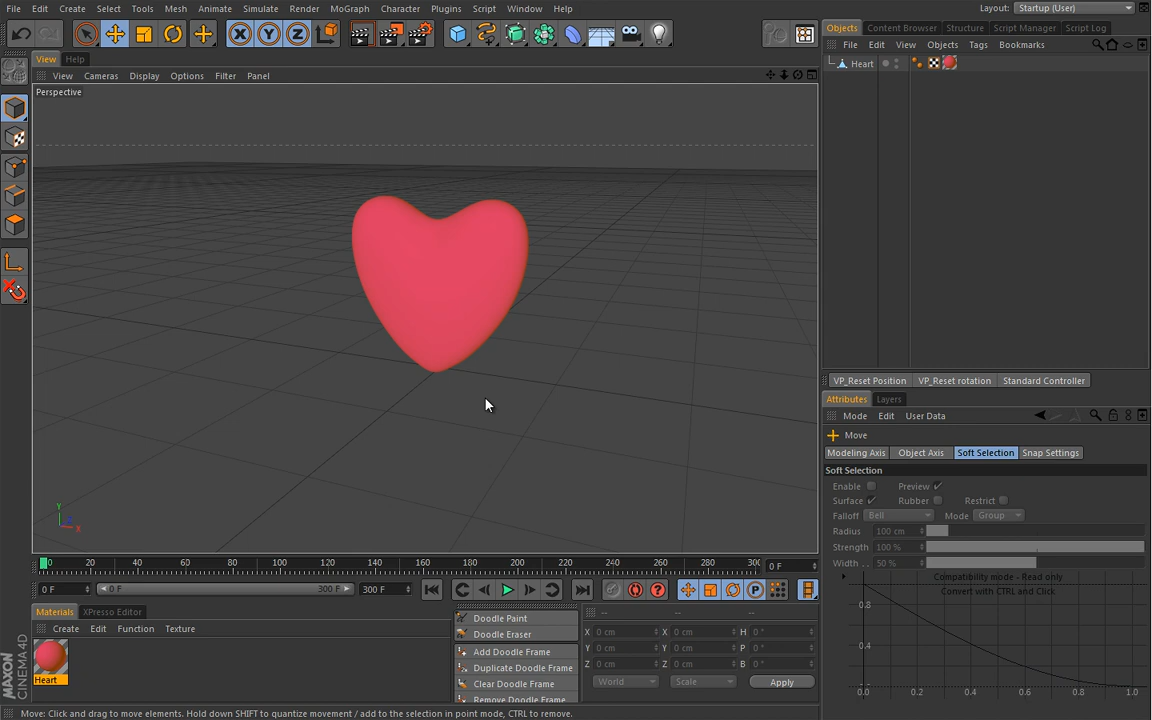 File Edit Create Select Tools Mesh Animate Simulate Render MoGraph Character Plugins Script Window Help Layout: Startup (User)
X Y Z
Objects Content Browser Structure Script Manager Script Log
View Help
File Edit View Objects Tags Bookmarks
Heart
View Cameras Display Options Filter Panel
Perspective
Y
X
VP_Reset Position VP_Reset rotation Standard Controller
Attributes Layers
Mode Edit User Data
Move
Modeling Axis Object Axis Soft Selection Snap Settings
Soft Selection
Enable Preview
Surface Rubber Restrict
Falloff Bell Mode Group
Radius 100 cm
Strength 100 %
Width . . 50 %
Compatibility mode - Read only
Convert with CTRL and Click
0.8
0.4
0.0 0.2 0.4 0.6 0.8 1.0
0 20 40 60 80 100 120 140 160 180 200 220 240 260 280 300 0 F
0 F 0 F 300 F 300 F
P
Materials XPresso Editor
Create Edit Function Texture
Heart
Doodle Paint
Doodle Eraser
Add Doodle Frame
Duplicate Doodle Frame
Clear Doodle Frame
Remove Doodle Frame
-- -- --
X 0 cm X 0 cm H 0 °
Y 0 cm Y 0 cm P 0 °
Z 0 cm Z 0 cm B 0 °
World Scale Apply
MAXON
CINEMA 4D
Move: Click and drag to move elements. Hold down SHIFT to quantize movement / add to the selection in point mode, CTRL to remove.